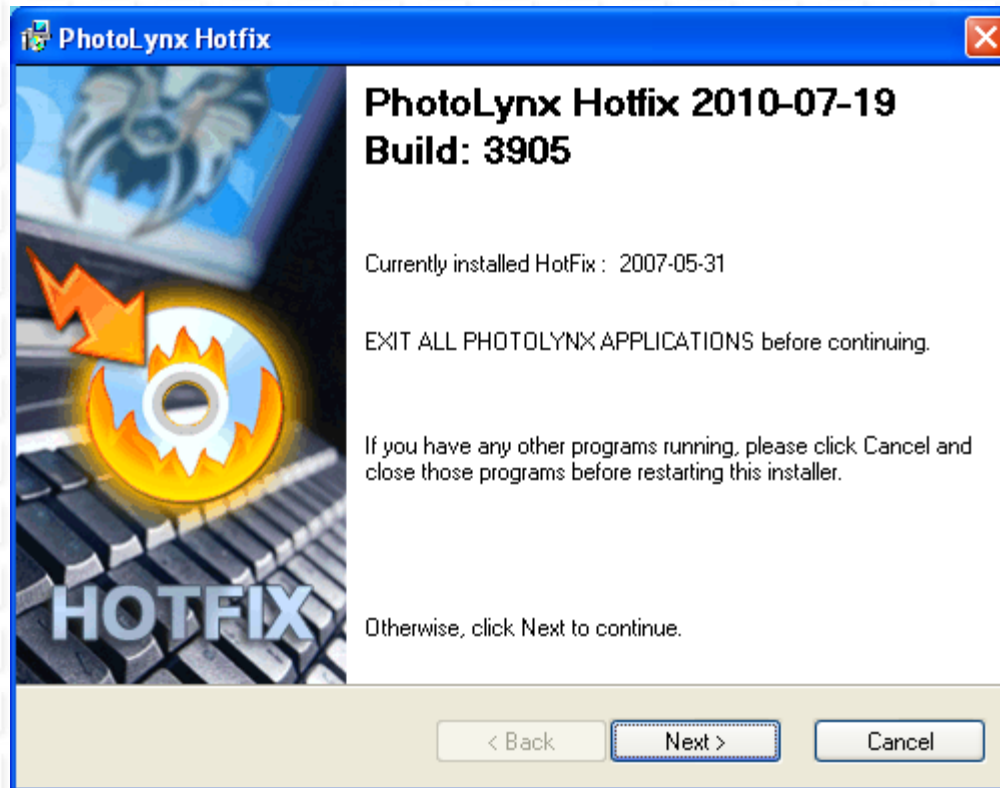 PhotoLynx Hotfix
PhotoLynx Hotfix 2010-07-19
Build: 3905
Currently installed HotFix : 2007-05-31
EXIT ALL PHOTOLYNX APPLICATIONS before continuing.
If you have any other programs running, please click Cancel and
close those programs before restarting this installer.
HOTFIX
Otherwise, click Next to continue.
< Back
Next >
Cancel